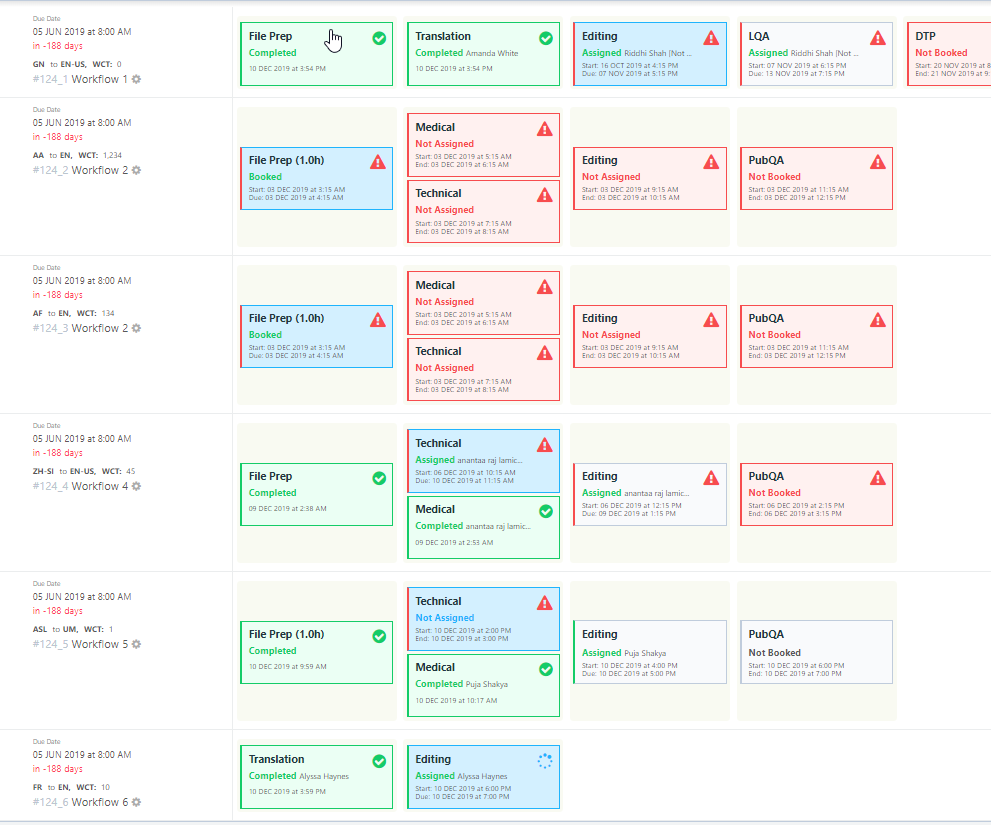 Due Date
05 JUN 2019 at 8:00 AM
in -188 days
GN to EN-US, WCT: 0
#124_1 Workflow 1
File Prep
Completed
10 DEC 2019 at 3:54 PM
Translation
Completed Amanda White
10 DEC 2019 at 3:54 PM
Editing
Assigned Riddhi Shah [Not ...
Start: 16 OCT 2019 at 4:15 PM
Due: 07 NOV 2019 at 5:15 PM
LQA
Assigned Riddhi Shah [Not ...
Start: 07 NOV 2019 at 6:15 PM
Due: 13 NOV 2019 at 7:15 PM
DTP
Not Booked
Start: 20 NOV 2019 at 8
End: 21 NOV 2019 at 9:
Due Date
05 JUN 2019 at 8:00 AM
in -188 days
AA to EN, WCT: 1,234
#124_2 Workflow 2
File Prep (1.0h)
Booked
Start: 03 DEC 2019 at 3:15 AM
Due: 03 DEC 2019 at 4:15 AM
Medical
Not Assigned
Start: 03 DEC 2019 at 5:15 AM
End: 03 DEC 2019 at 6:15 AM
Technical
Not Assigned
Start: 03 DEC 2019 at 7:15 AM
End: 03 DEC 2019 at 8:15 AM
Editing
Not Assigned
Start: 03 DEC 2019 at 9:15 AM
End: 03 DEC 2019 at 10:15 AM
PubQA
Not Booked
Start: 03 DEC 2019 at 11:15 AM
End: 03 DEC 2019 at 12:15 PM
Due Date
05 JUN 2019 at 8:00 AM
in -188 days
AF to EN, WCT: 134
#124_3 Workflow 2
File Prep (1.0h)
Booked
Start: 03 DEC 2019 at 3:15 AM
Due: 03 DEC 2019 at 4:15 AM
Medical
Not Assigned
Start: 03 DEC 2019 at 5:15 AM
End: 03 DEC 2019 at 6:15 AM
Technical
Not Assigned
Start: 03 DEC 2019 at 7:15 AM
End: 03 DEC 2019 at 8:15 AM
Editing
Not Assigned
Start: 03 DEC 2019 at 9:15 AM
End: 03 DEC 2019 at 10:15 AM
PubQA
Not Booked
Start: 03 DEC 2019 at 11:15 AM
End: 03 DEC 2019 at 12:15 PM
Due Date
05 JUN 2019 at 8:00 AM
in -188 days
ZH-SI to EN-US, WCT: 45
#124_4 Workflow 4
File Prep
Completed
09 DEC 2019 at 2:38 AM
Technical
Assigned anantaa raj lamic...
Start: 06 DEC 2019 at 10:15 AM
Due: 10 DEC 2019 at 11:15 AM
Medical
Completed anantaa raj lamic...
09 DEC 2019 at 2:53 AM
Editing
Assigned anantaa raj lamic...
Start: 06 DEC 2019 at 12:15 PM
Due: 09 DEC 2019 at 1:15 PM
PubQA
Not Booked
Start: 06 DEC 2019 at 2:15 PM
End: 06 DEC 2019 at 3:15 PM
Due Date
05 JUN 2019 at 8:00 AM
in -188 days
ASL to UM, WCT: 1
#124_5 Workflow 5
File Prep (1.0h)
Completed
10 DEC 2019 at 9:59 AM
Technical
Not Assigned
Start: 10 DEC 2019 at 2:00 PM
End: 10 DEC 2019 at 3:00 PM
Medical
Completed Puja Shakya
10 DEC 2019 at 10:17 AM
Editing
Assigned Puja Shakya
Start: 10 DEC 2019 at 4:00 PM
Due: 10 DEC 2019 at 5:00 PM
PubQA
Not Booked
Start: 10 DEC 2019 at 6:00 PM
End: 10 DEC 2019 at 7:00 PM
Due Date
05 JUN 2019 at 8:00 AM
in -188 days
FR to EN, WCT: 10
#124_6 Workflow 6
Translation
Completed Alyssa Haynes
10 DEC 2019 at 3:59 PM
Editing
Assigned Alyssa Haynes
Start: 10 DEC 2019 at 6:00 PM
Due: 10 DEC 2019 at 7:00 PM